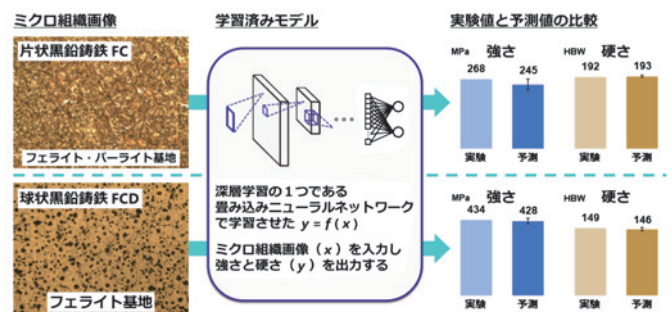 ミクロ組織画像
学習済みモデル
実験値と予測値の比較
片状黒鉛鋳鉄 FC
フェライト・パーライト基地
球状黒鉛鋳鉄 FCD
フェライト基地
深層学習の１つである
畳み込みニューラルネットワーク
で学習させた y = f ( x )
ミクロ組織画像（x）を入力し
強さと硬さ（y）を出力する
MPa 強さ
268 245
実験 予測
HBW 硬さ
192 193
実験 予測
MPa 強さ
434 428
実験 予測
HBW 硬さ
149 146
実験 予測